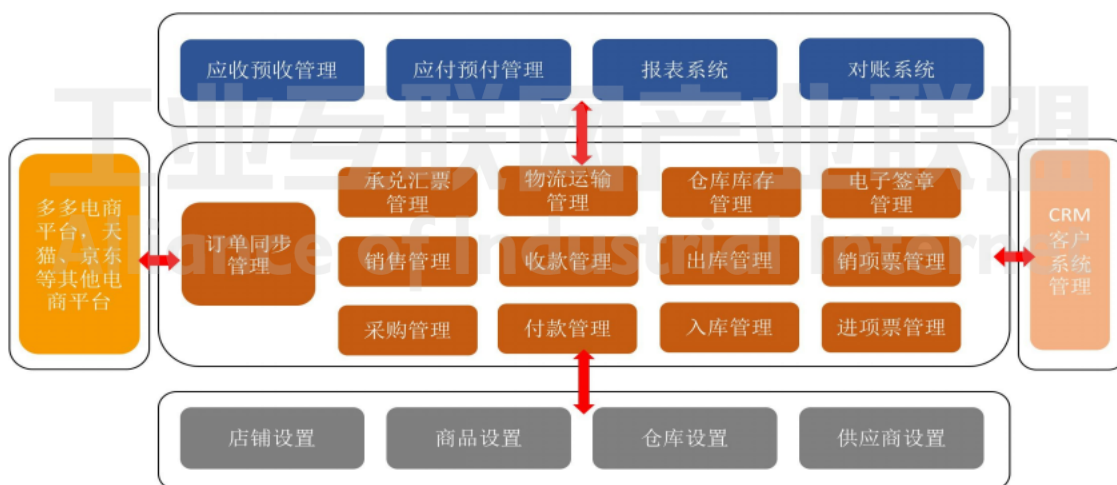 应收预收管理
应付预付管理
报表系统
对账系统
工业互联网产业联盟
Alliance of Industrial Internet
多多电商
平台，天
猫、京东
等其他电
商平台
订单同步
管理
承兑汇票
管理
物流运输
管理
仓库库存
管理
电子签章
管理
销售管理
收款管理
出库管理
销项票管理
采购管理
付款管理
入库管理
进项票管理
CRM
客户
系统
管理
店铺设置
商品设置
仓库设置
供应商设置